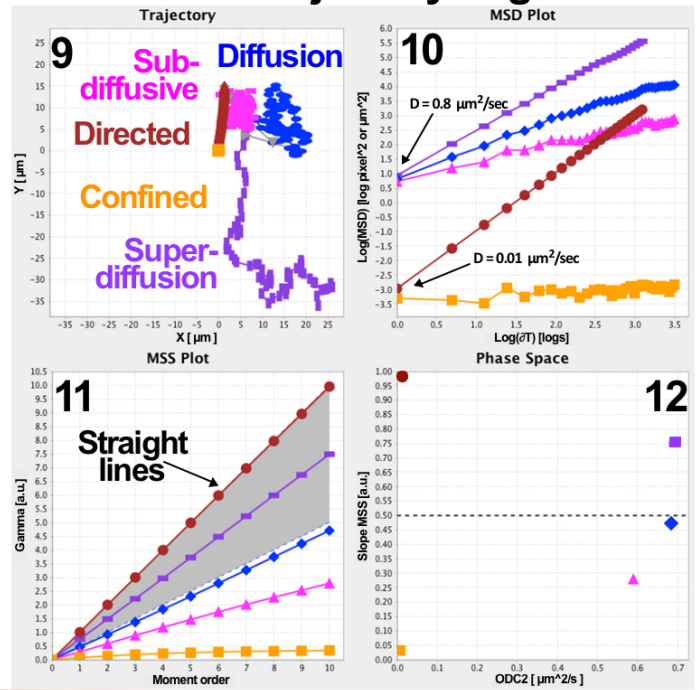 Trajectory
9
Sub-
diffusive
Diffusion
Directed
Confined
Super-
diffusion
Y [ µm]
25
20
15
10
5
0
-5
-10
-15
-20
-25
-30
-35
-35 -30 -25 -20 -15 -10 -5 0 5 10 15 20 25
X [ µm]
MSD Plot
10
D = 0.8 µm²/sec
D = 0.01 µm²/sec
Log(MSD) [log pixel^2 or µm^2]
6.0
5.5
5.0
4.5
4.0
3.5
3.0
2.5
2.0
1.5
1.0
0.5
0.0
-0.5
-1.0
-1.5
-2.0
-2.5
-3.0
-3.5
0.0 0.5 1.0 1.5 2.0 2.5 3.0 3.5
Log(∂T) [logs]
MSS Plot
11
Straight
lines
Gamma [a.u.]
10.5
10.0
9.5
9.0
8.5
8.0
7.5
7.0
6.5
6.0
5.5
5.0
4.5
4.0
3.5
3.0
2.5
2.0
1.5
1.0
0.5
0.0
0 1 2 3 4 5 6 7 8 9 10
Moment order
Phase Space
12
Slope MSS [a.u.]
1.00
0.95
0.90
0.85
0.80
0.75
0.70
0.65
0.60
0.55
0.50
0.45
0.40
0.35
0.30
0.25
0.20
0.15
0.10
0.05
0.00
0.0 0.1 0.2 0.3 0.4 0.5 0.6 0.7
ODC2 [ µm^2/s ]